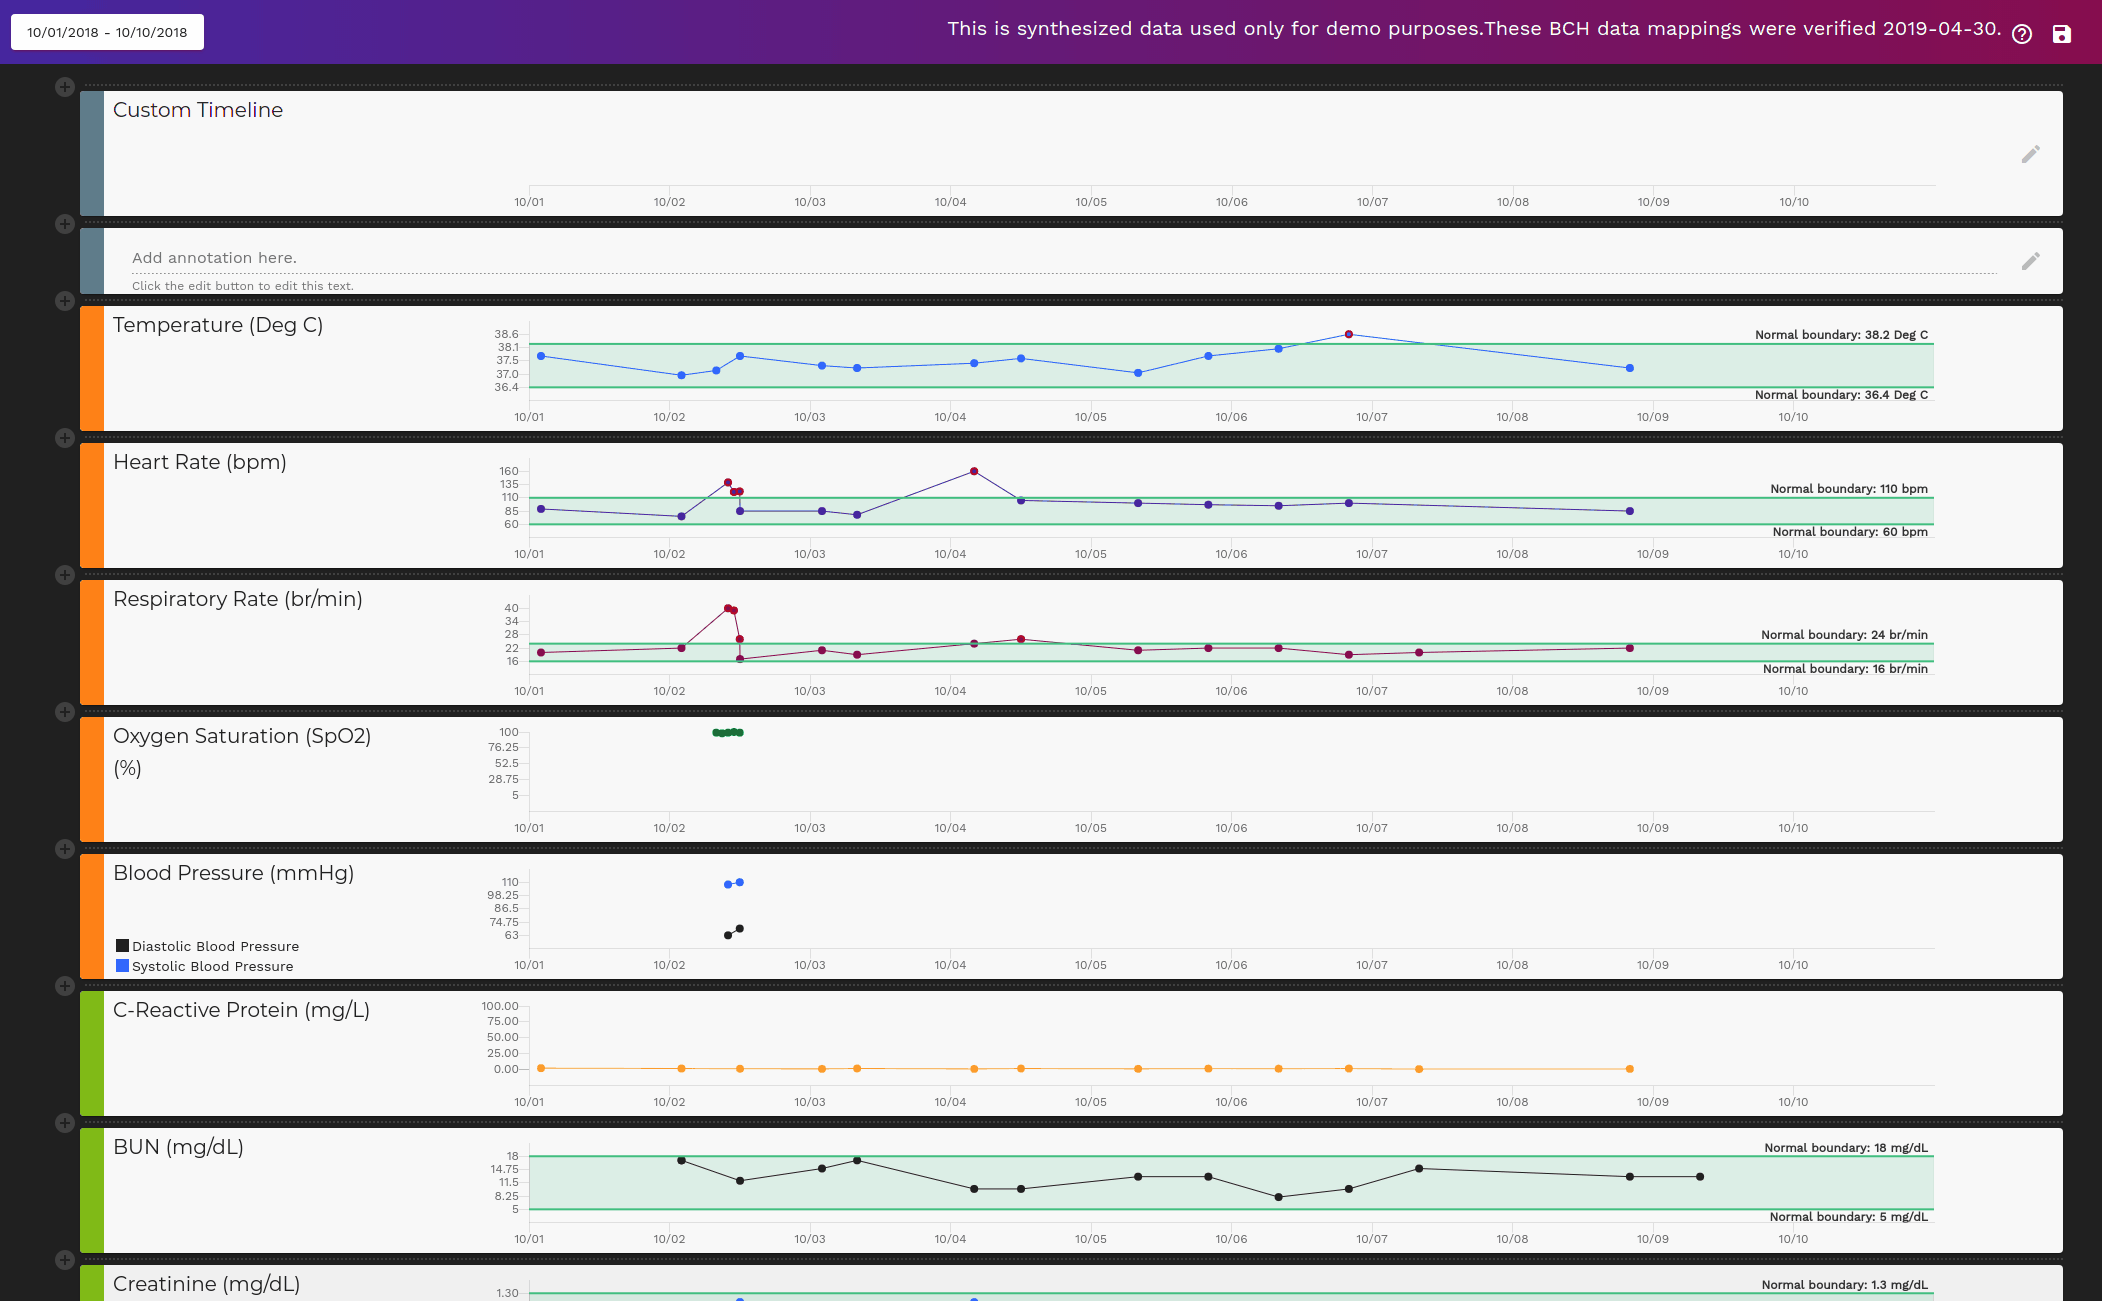 10/01/2018 - 10/10/2018
This is synthesized data used only for demo purposes.These BCH data mappings were verified 2019-04-30.
Custom Timeline
10/01 10/02 10/03 10/04 10/05 10/06 10/07 10/08 10/09 10/10
Add annotation here.
Click the edit button to edit this text.
Temperature (Deg C)
38.6
38.1
37.5
37.0
36.4
Normal boundary: 38.2 Deg C
Normal boundary: 36.4 Deg C
10/01 10/02 10/03 10/04 10/05 10/06 10/07 10/08 10/09 10/10
Heart Rate (bpm)
160
135
110
85
60
Normal boundary: 110 bpm
Normal boundary: 60 bpm
10/01 10/02 10/03 10/04 10/05 10/06 10/07 10/08 10/09 10/10
Respiratory Rate (br/min)
40
34
28
22
16
Normal boundary: 24 br/min
Normal boundary: 16 br/min
10/01 10/02 10/03 10/04 10/05 10/06 10/07 10/08 10/09 10/10
Oxygen Saturation (SpO2)
(%)
100
76.25
52.5
28.75
5
10/01 10/02 10/03 10/04 10/05 10/06 10/07 10/08 10/09 10/10
Blood Pressure (mmHg)
110
98.25
86.5
74.75
63
Diastolic Blood Pressure
Systolic Blood Pressure
10/01 10/02 10/03 10/04 10/05 10/06 10/07 10/08 10/09 10/10
C-Reactive Protein (mg/L)
100.00
75.00
50.00
25.00
0.00
10/01 10/02 10/03 10/04 10/05 10/06 10/07 10/08 10/09 10/10
BUN (mg/dL)
18
14.75
11.5
8.25
5
Normal boundary: 18 mg/dL
Normal boundary: 5 mg/dL
10/01 10/02 10/03 10/04 10/05 10/06 10/07 10/08 10/09 10/10
Creatinine (mg/dL)
1.30
Normal boundary: 1.3 mg/dL